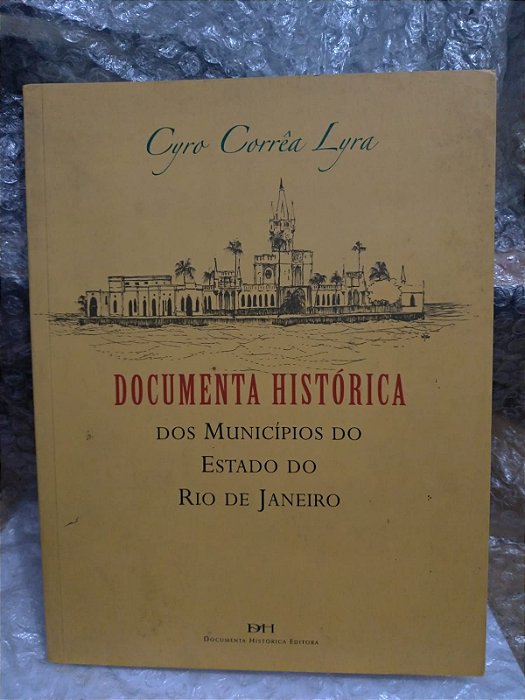 Cyro Corrêa Lyra
DOCUMENTA HISTÓRICA
DOS MUNICÍPIOS DO
ESTADO DO
RIO DE JANEIRO
DH
DOCUMENTA HISTÓRICA EDITORA